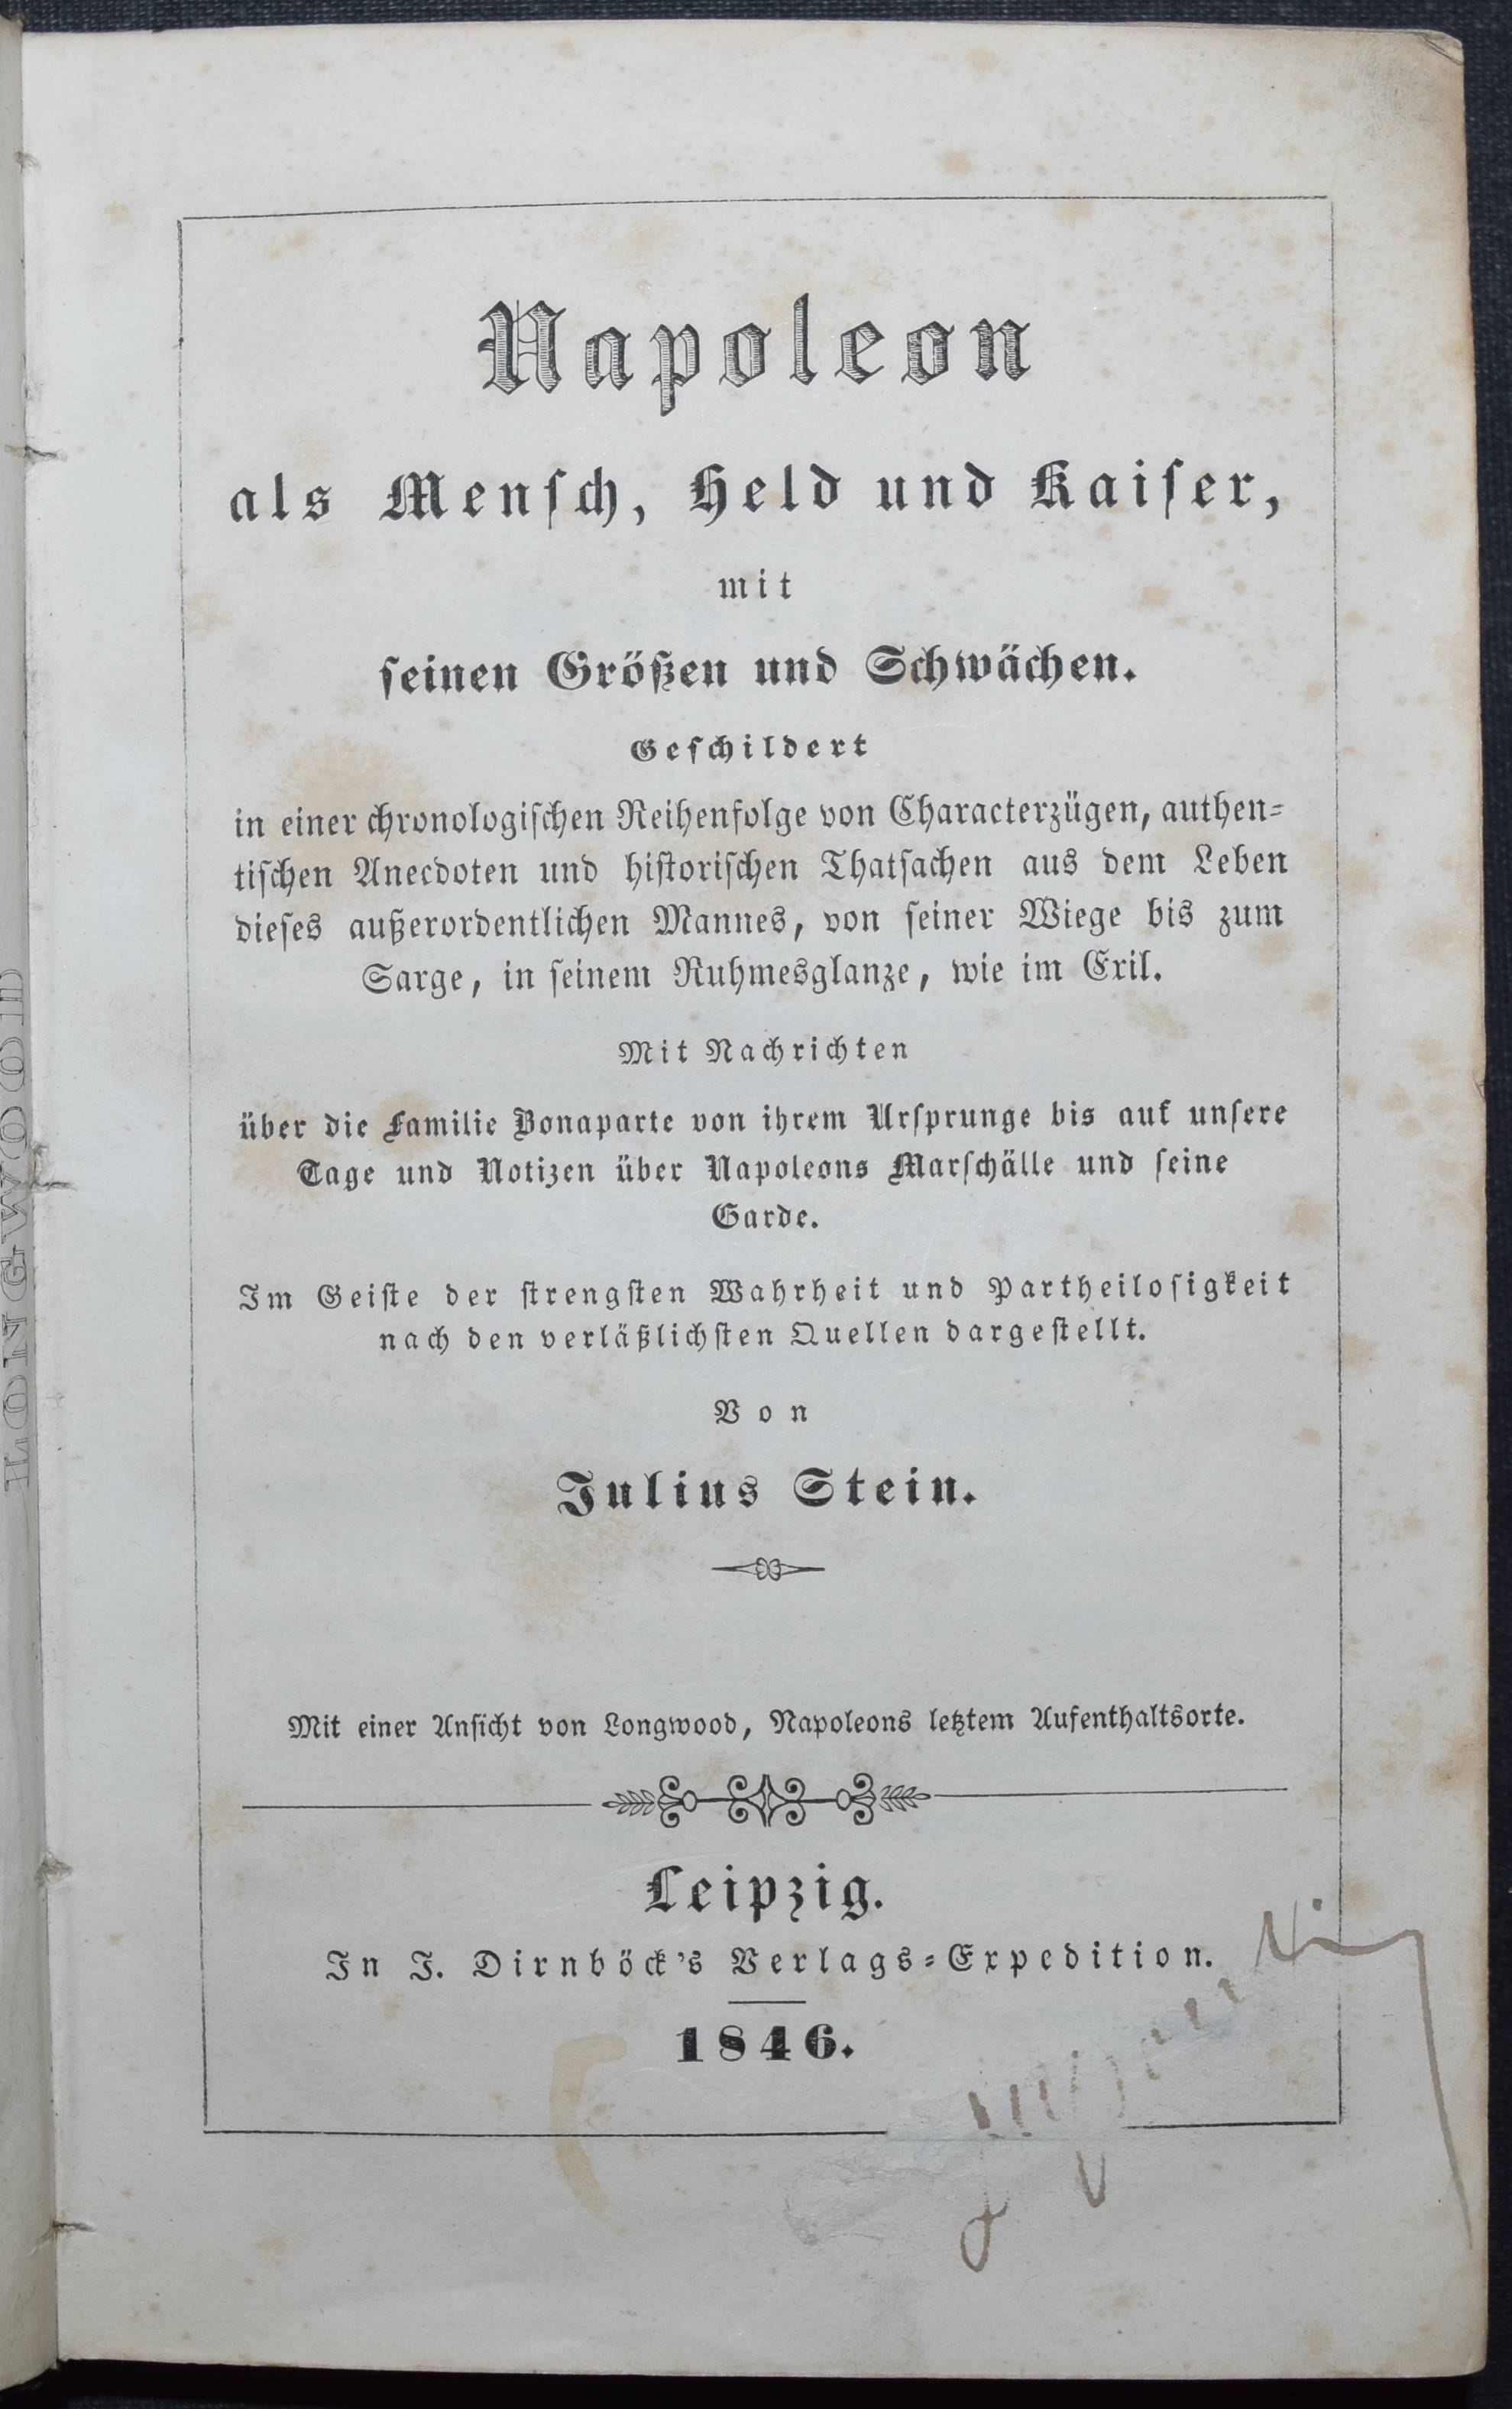 Napoleon
als Mensch, Held und Kaiser,
mit
seinen Größen und Schwächen.
Geschildert
in einer chronologischen Reihenfolge von Characterzügen, authen-
tischen Anecdoten und historischen Thatsachen aus dem Leben
dieses außerordentlichen Mannes, von seiner Wiege bis zum
Sarge, in seinem Ruhmesglanze, wie im Exil.
Mit Nachrichten
über die Familie Bonaparte von ihrem Ursprunge bis auf unsere
Tage und Notizen über Napoleons Marschälle und seine
Garde.
Im Geiste der strengsten Wahrheit und Partheilosigkeit
nach den verläßlichsten Quellen dargestellt.
Von
Julius Stein.
Mit einer Ansicht von Longwood, Napoleons letztem Aufenthaltsorte.
Leipzig.
In J. Dirnböck's Verlags-Expedition.
1846.
LONGWOOD